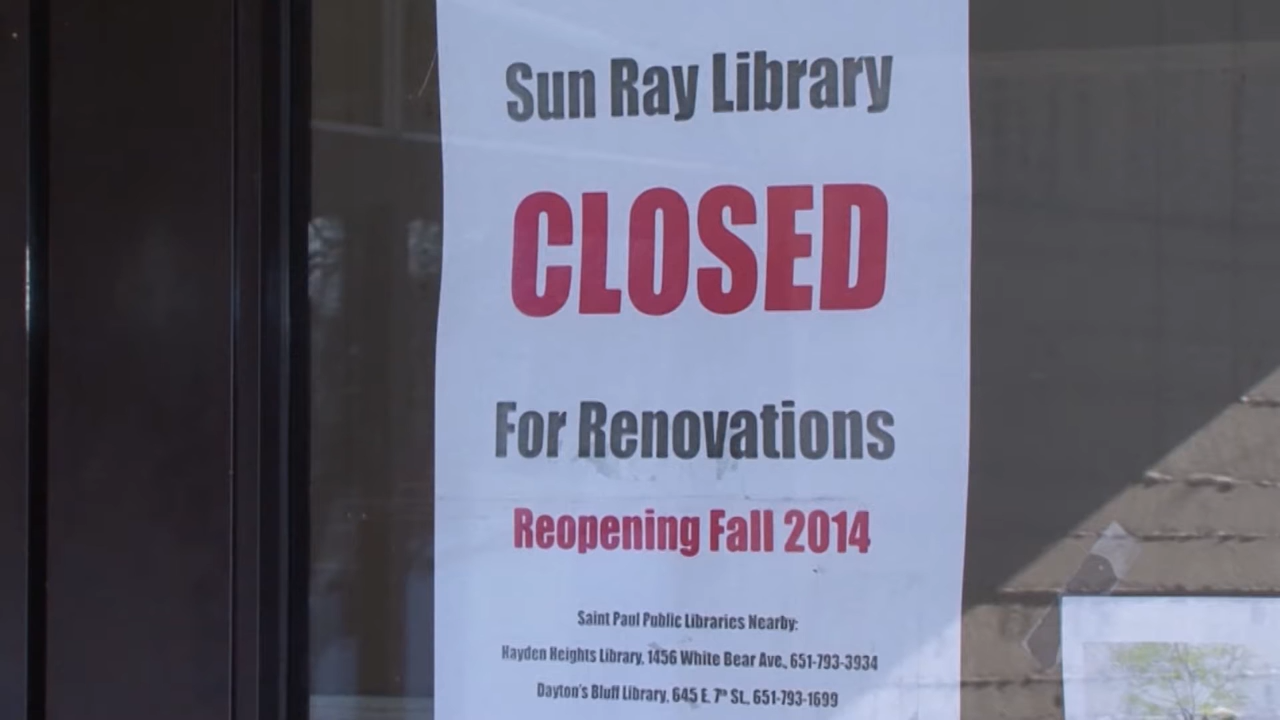 Sun Ray Library
CLOSED
For Renovations
Reopening Fall 2014
Saint Paul Public Libraries Nearby:
Hayden Heights Library, 1456 White Bear Ave., 651-793-3934
Dayton's Bluff Library, 645 E. 7th St., 651-793-1699